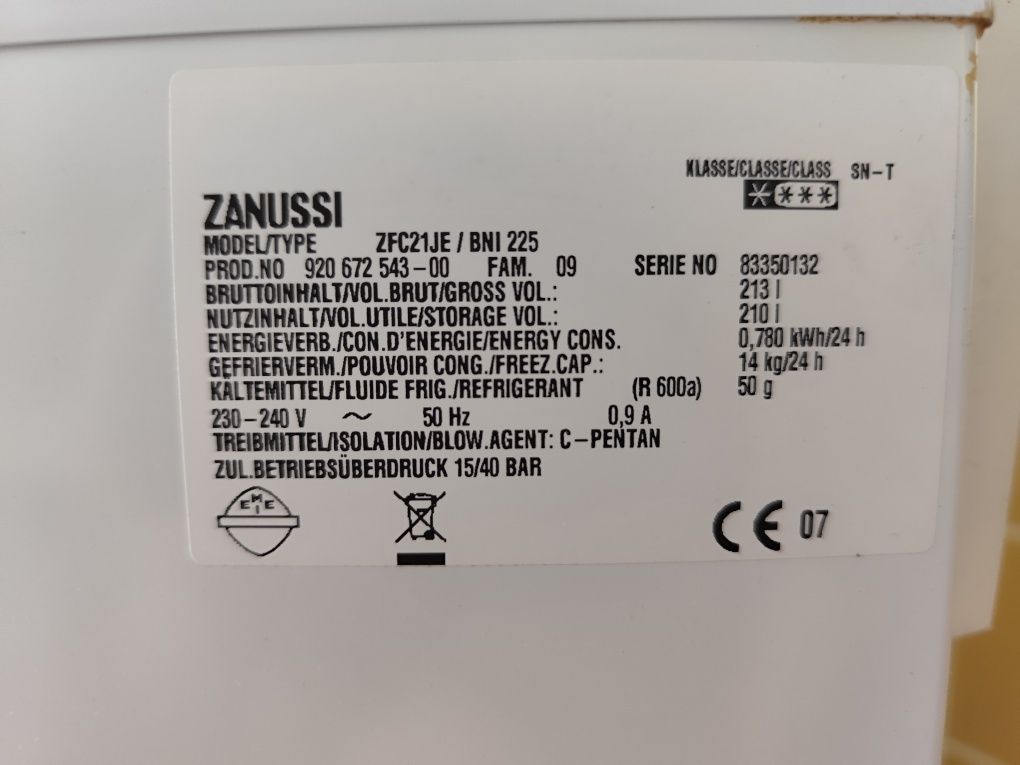 KLASSE/CLASSE/CLASS SN-T
ZANUSSI
MODEL/TYPE ZFC21JE / BNI 225
PROD.NO 920 672 543-00 FAM. 09 SERIE NO 83350132
BRUTTOINHALT/VOL.BRUT/GROSS VOL.: 213 l
NUTZINHALT/VOL.UTILE/STORAGE VOL.: 210 l
ENERGIEVERB./CON.D'ENERGIE/ENERGY CONS. 0,780 kWh/24 h
GEFRIERVERM./POUVOIR CONG./FREEZ.CAP.: 14 kg/24 h
KÄLTEMITTEL/FLUIDE FRIG./REFRIGERANT (R 600a) 50 g
230-240 V ~ 50 Hz 0,9 A
TREIBMITTEL/ISOLATION/BLOW.AGENT: C-PENTAN
ZUL.BETRIEBSÜBERDRUCK 15/40 BAR
EMIE
CE 07